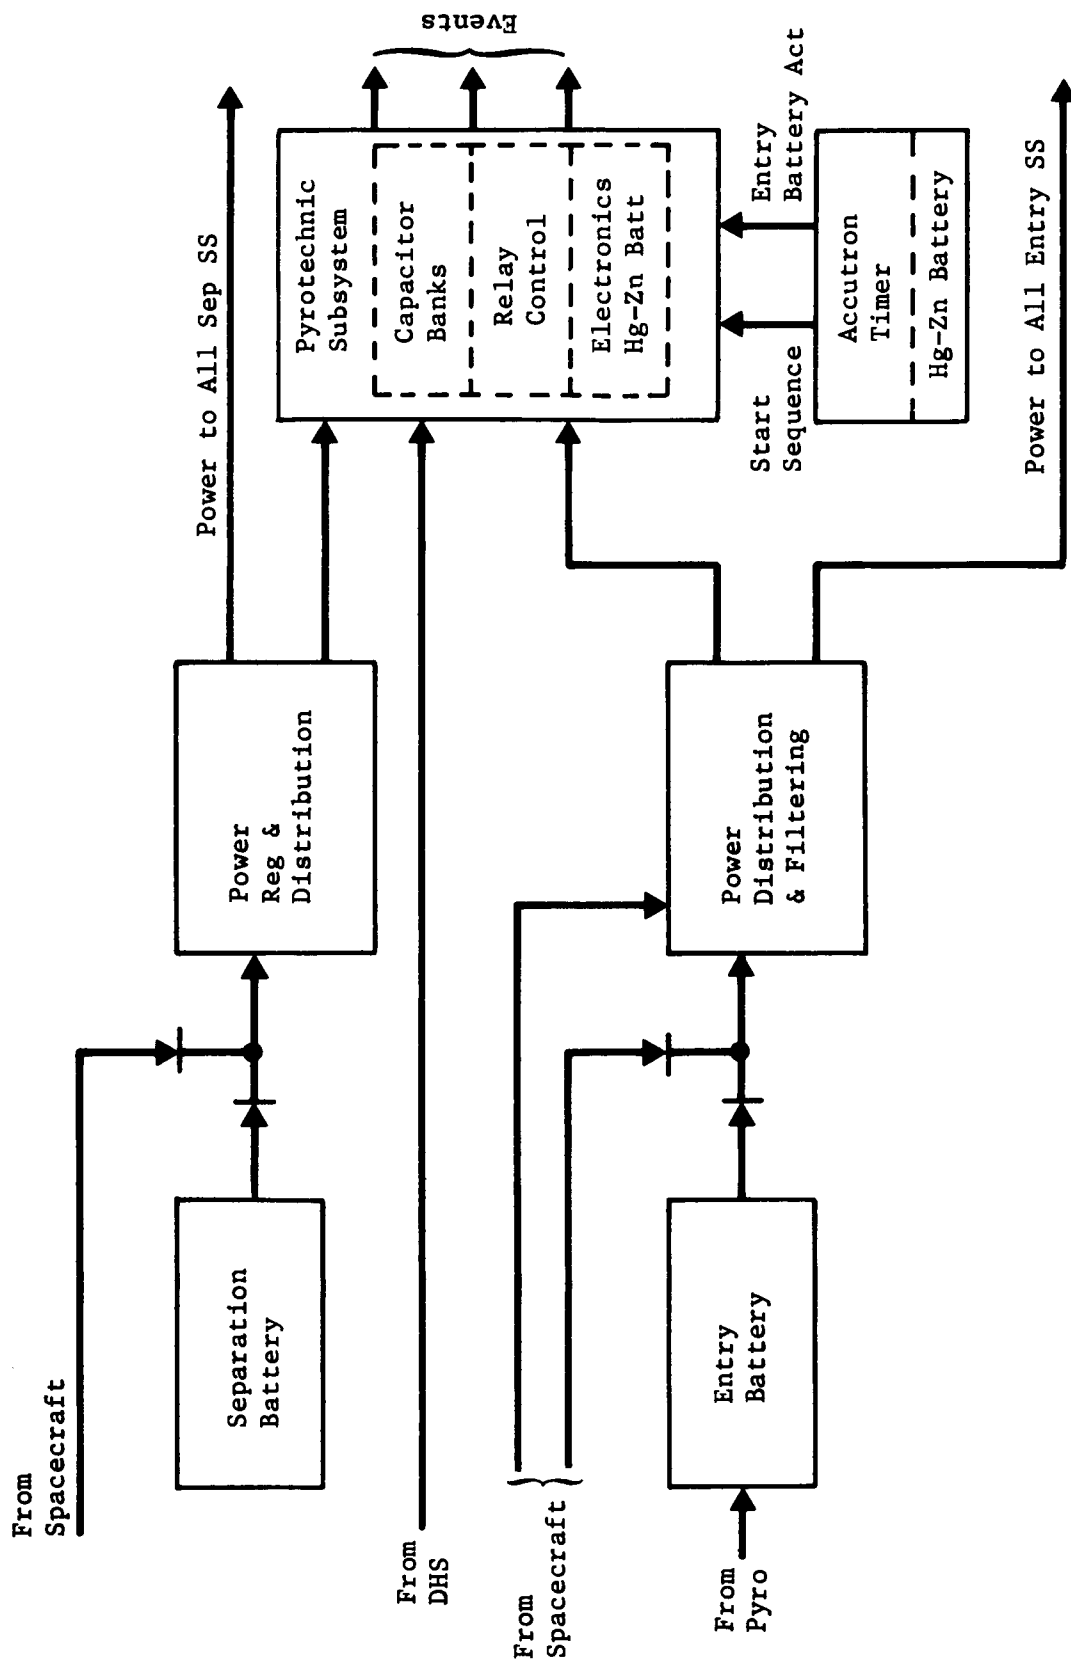 From
Spacecraft
Separation
Battery
Power
Reg &
Distribution
Power to All Sep SS
From
DHS
Pyrotechnic
Subsystem
Capacitor
Banks
Relay
Control
Electronics
Hg-Zn Batt
Events
From
Spacecraft
From
Pyro
Entry
Battery
Power
Distribution
& Filtering
Start
Sequence
Entry
Battery Act
Accutron
Timer
Hg-Zn Battery
Power to All Entry SS